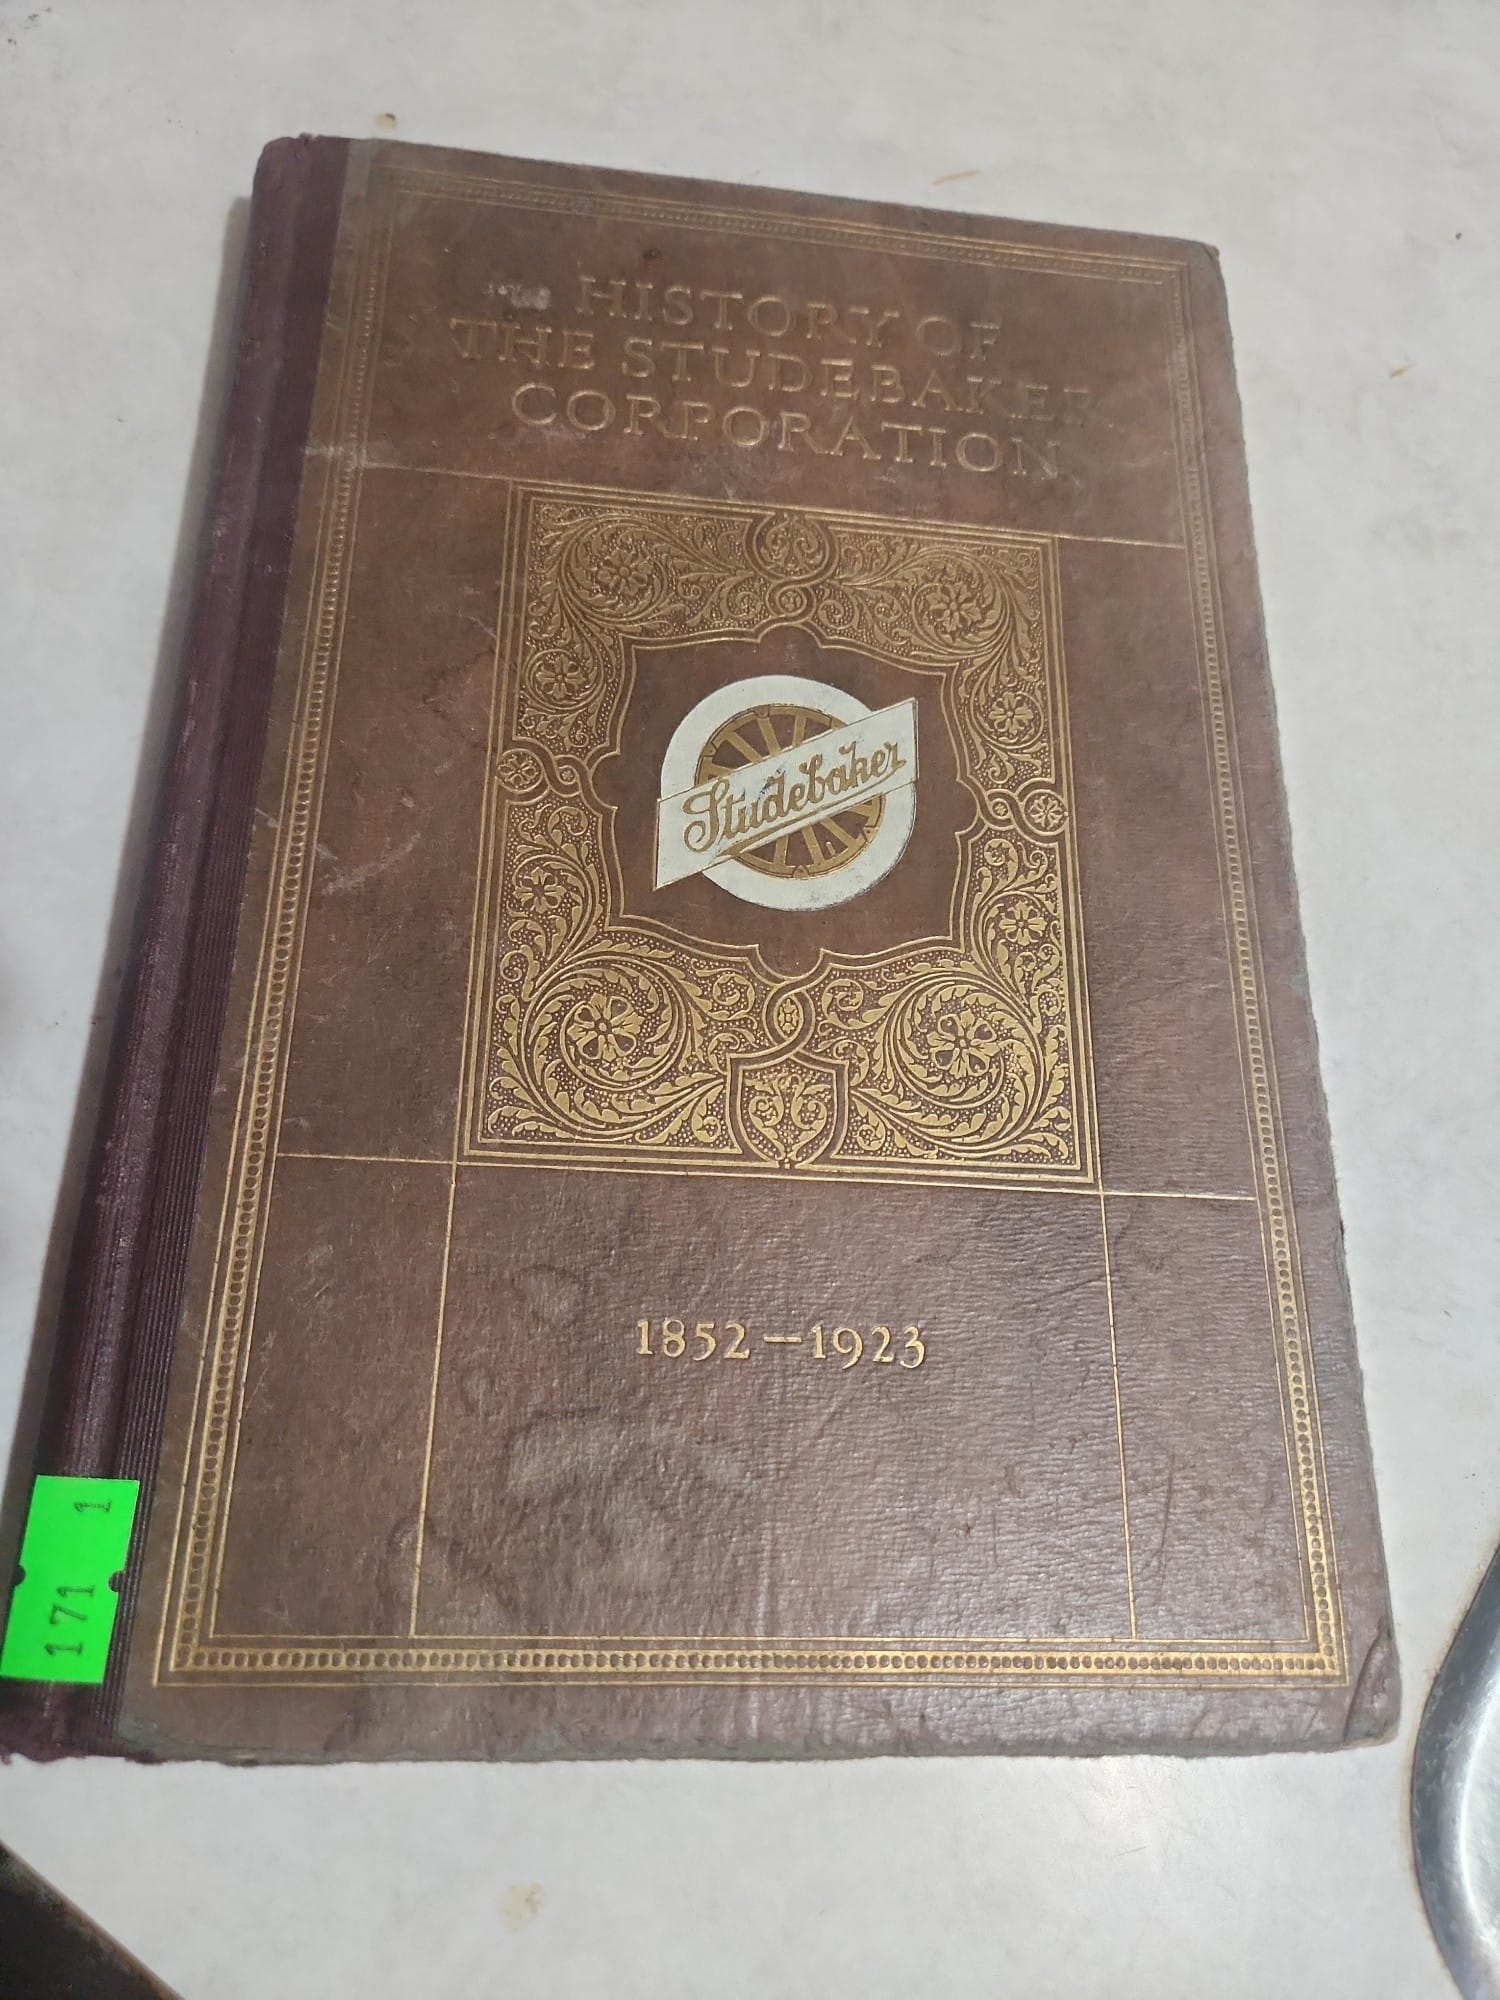 HISTORY OF
THE STUDEBAKER
CORPORATION
Studebaker
1852—1923
171 1